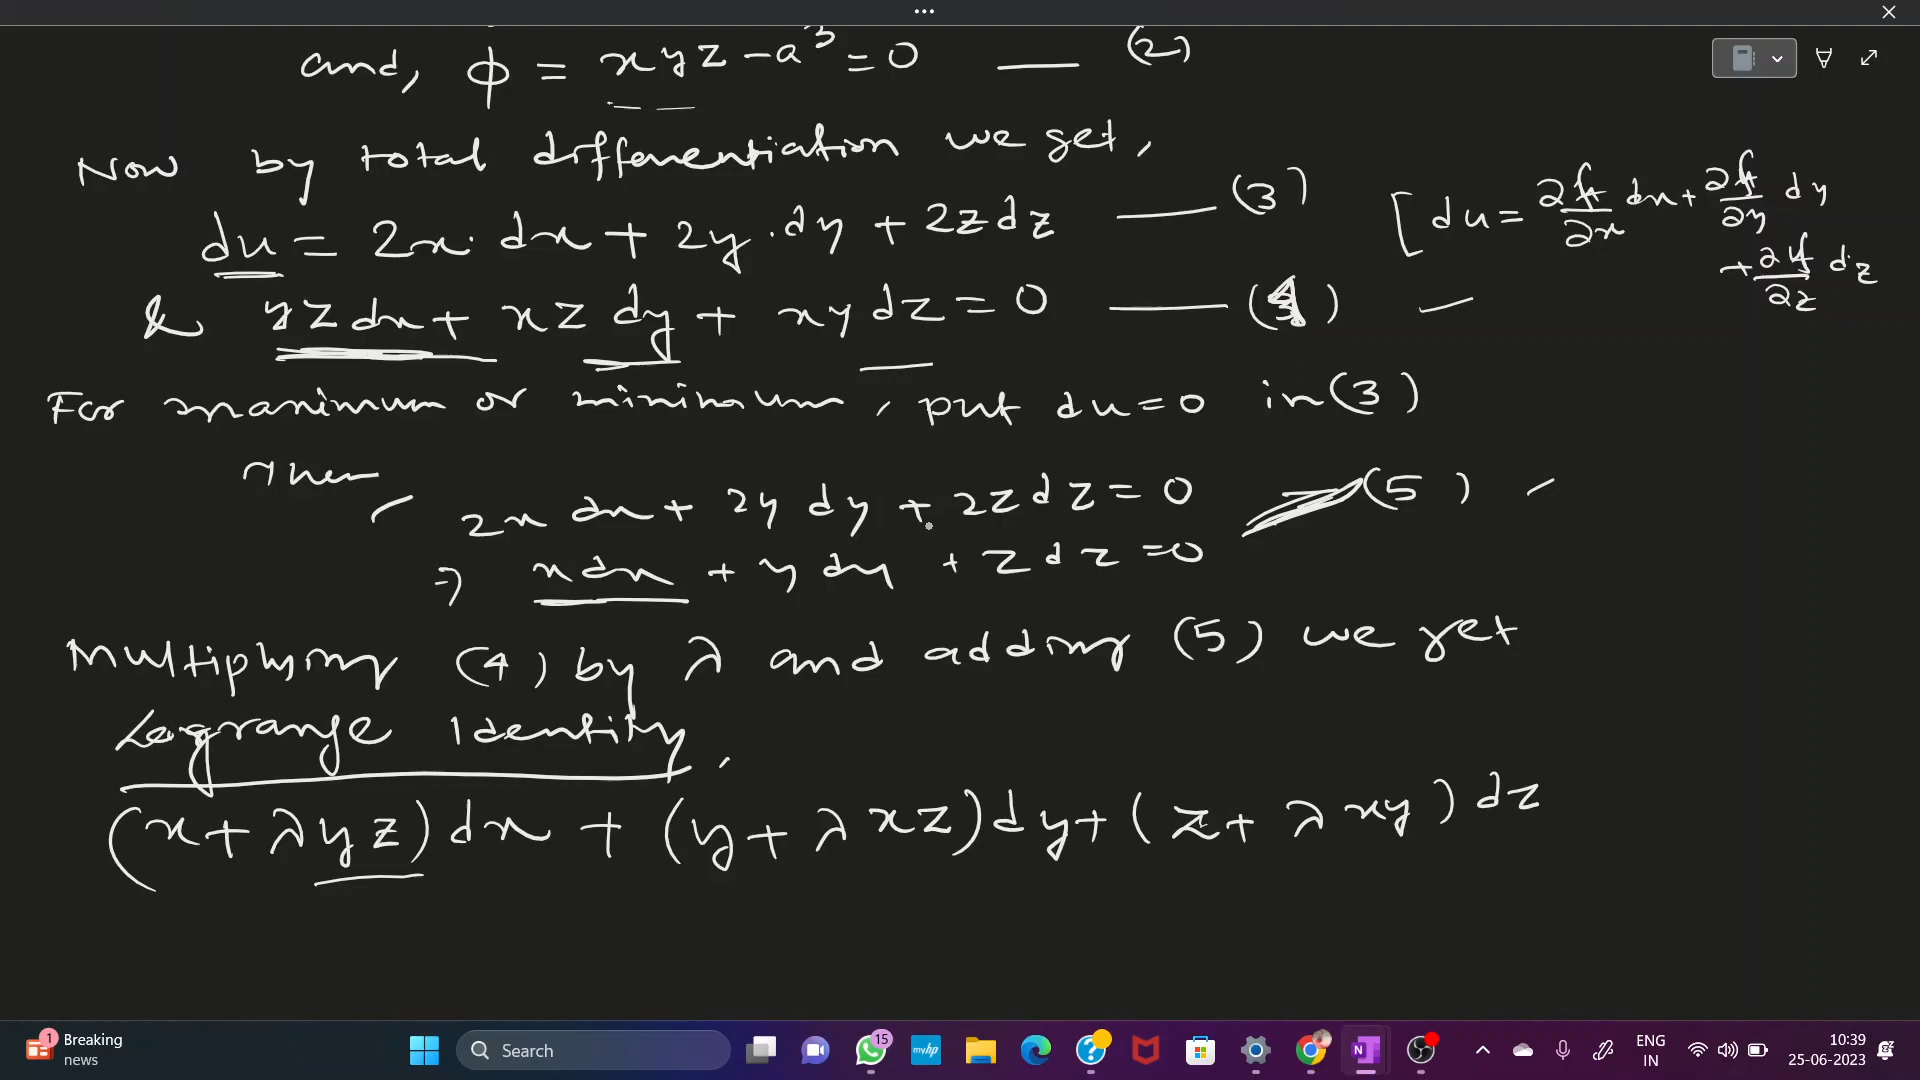 ...
and, ϕ = xyz - a³ = 0 —— (2)
Now by total differentiation we get,
du = 2x· dx + 2y·dy + 2z dz —— (3)
[du = ∂f/∂x dx + ∂f/∂y dy
+ ∂f/∂z dz
& yz dx + xz dy + xy dz = 0 —— (4)
For maximum or minimum, put du = 0 in (3)
Then
2x dx + 2y dy + 2z dz = 0 (5)
⇒ x dx + y dy + z dz = 0
Multiplying (4) by λ and adding (5) we get
Lagrange Identity,
(x + λ y z) dx + (y + λ x z) dy + ( z + λ xy ) dz
1 Breaking
news
Search
15
myhp
ENG
IN
10:39
25-06-2023